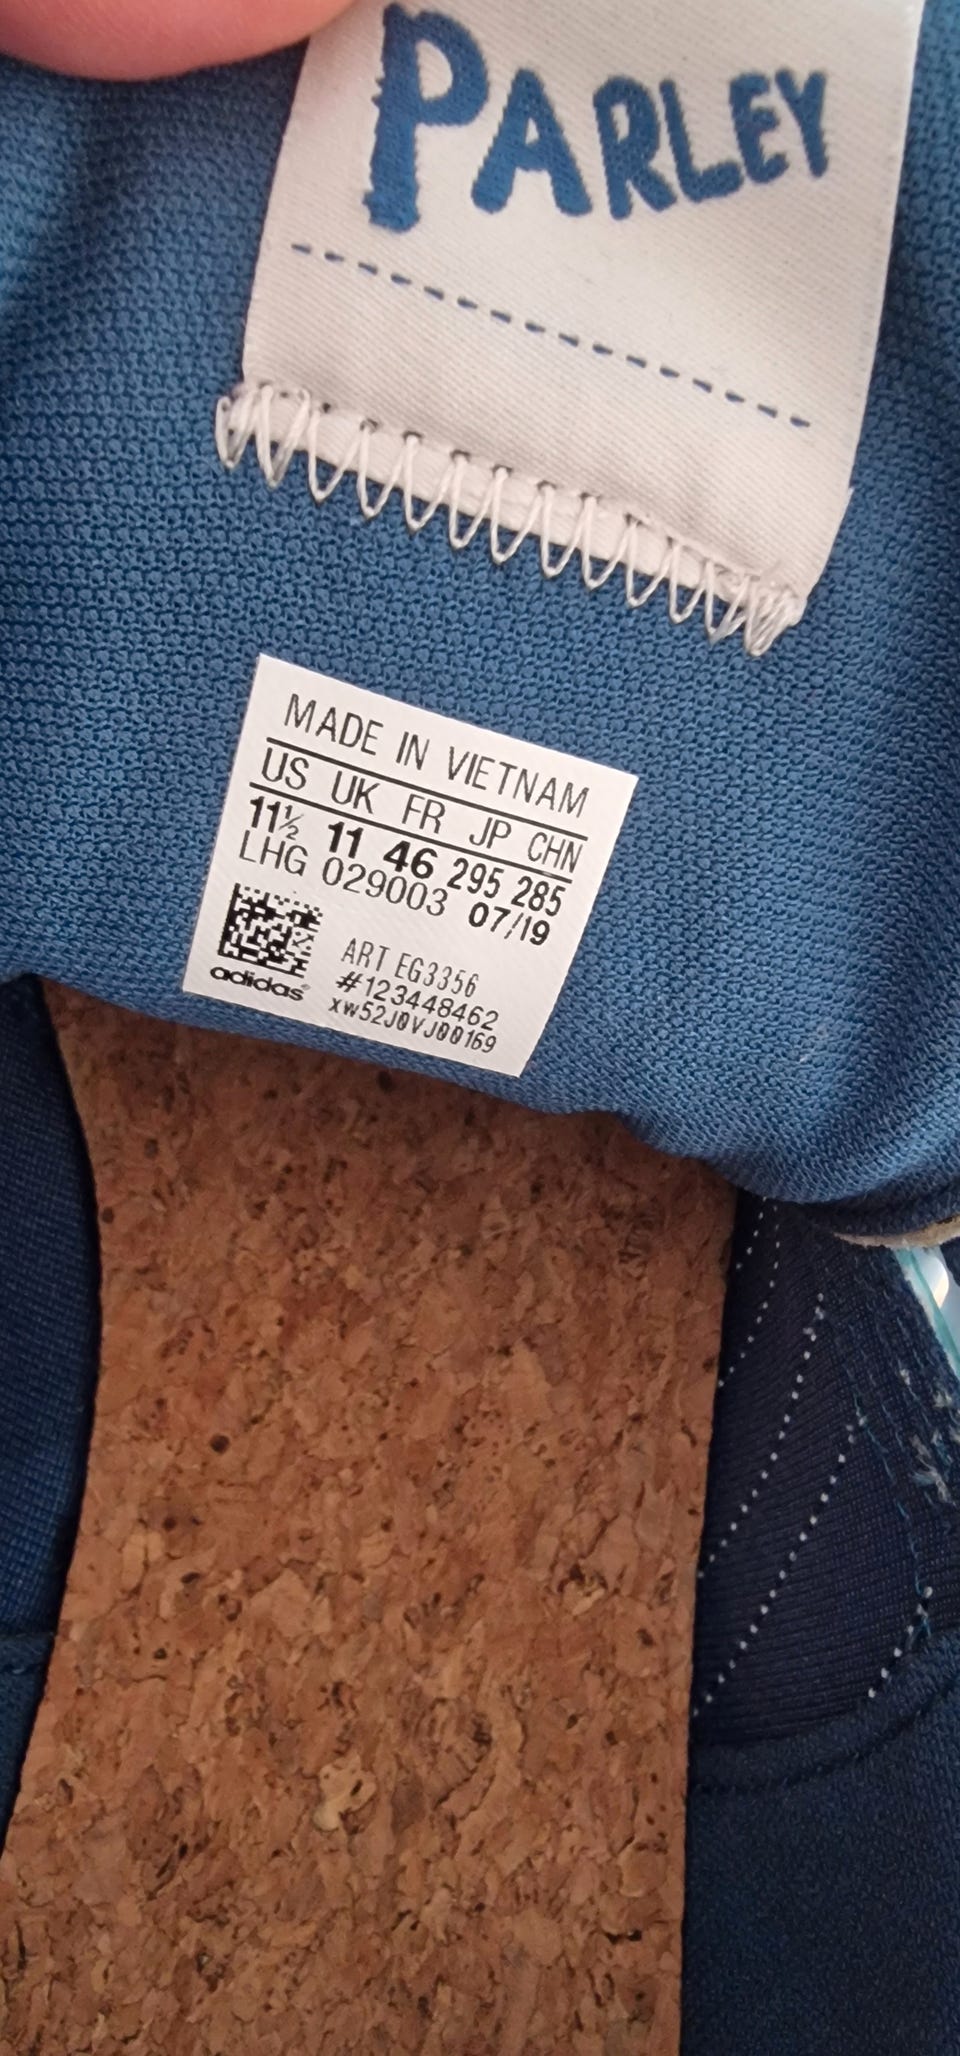 PARLEY
MADE IN VIETNAM
US UK FR JP CHN
11½ 11 46 295 285
LHG 029003 07/19
ART EG3356
#123448462
xw52J0VJ00169
adidas